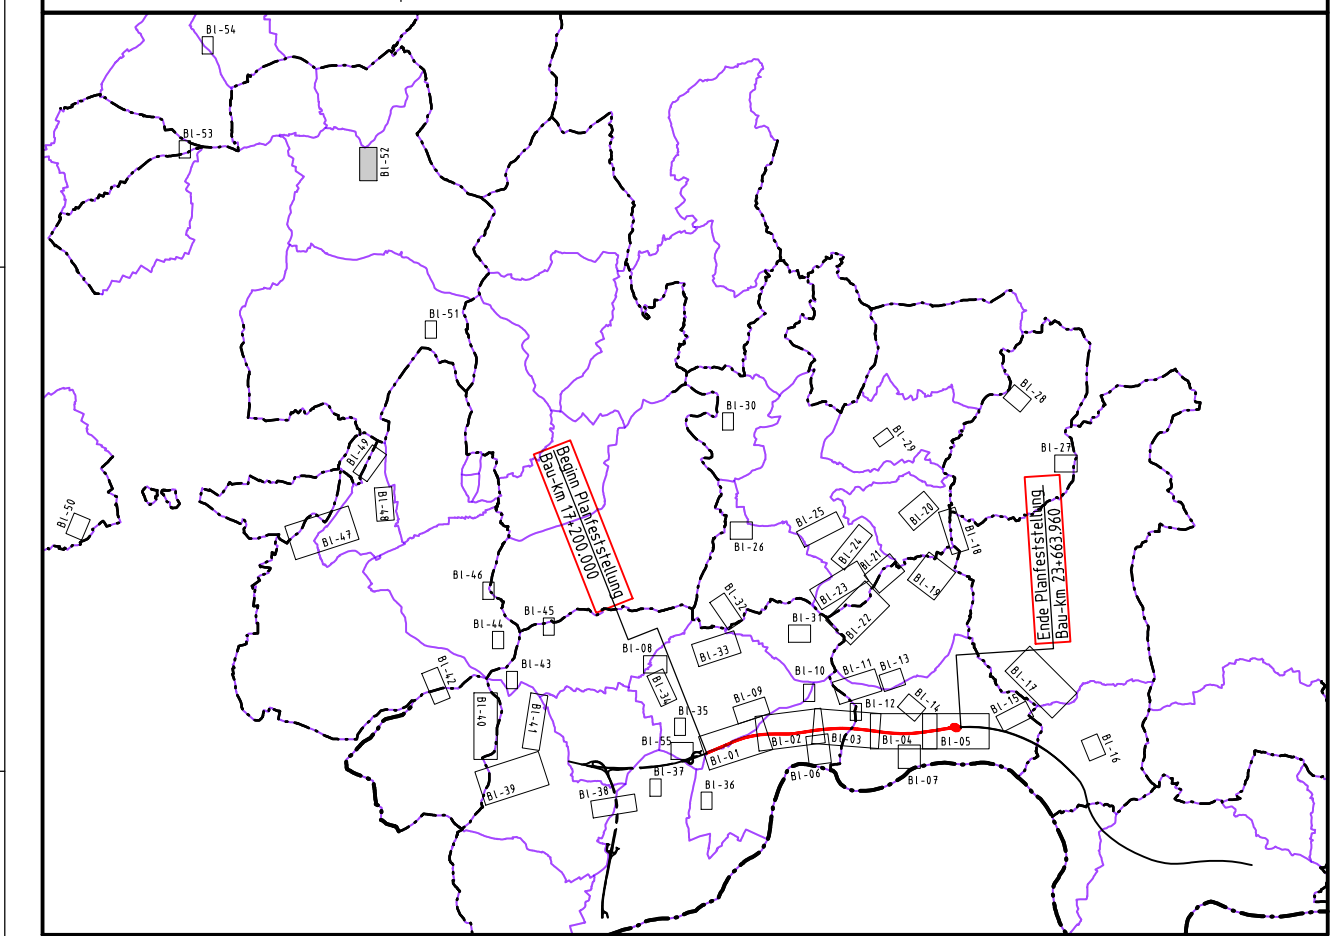 Bl-54
Bl-53
Bl-52
Bl-51
Bl-30
Bl-28
Bl-29
Bl-27
Bl-49
Bl-48
Bl-50
Bl-47
Beginn Planfeststellung
Bau-km 17+200.000
Ende Planfeststellung
Bau-km 23+663.960
Bl-20
Bl-25
Bl-18
Bl-26
Bl-24
Bl-21
Bl-19
Bl-23
Bl-22
Bl-46
Bl-45
Bl-44
Bl-32
Bl-31
Bl-08
Bl-33
Bl-43
Bl-42
Bl-34
Bl-10
Bl-11
Bl-13
Bl-17
Bl-40
Bl-41
Bl-09
Bl-12
Bl-14
Bl-15
Bl-35
Bl-55
Bl-01
Bl-02
Bl-03
Bl-04
Bl-05
Bl-16
Bl-06
Bl-07
Bl-37
Bl-36
Bl-38
Bl-39